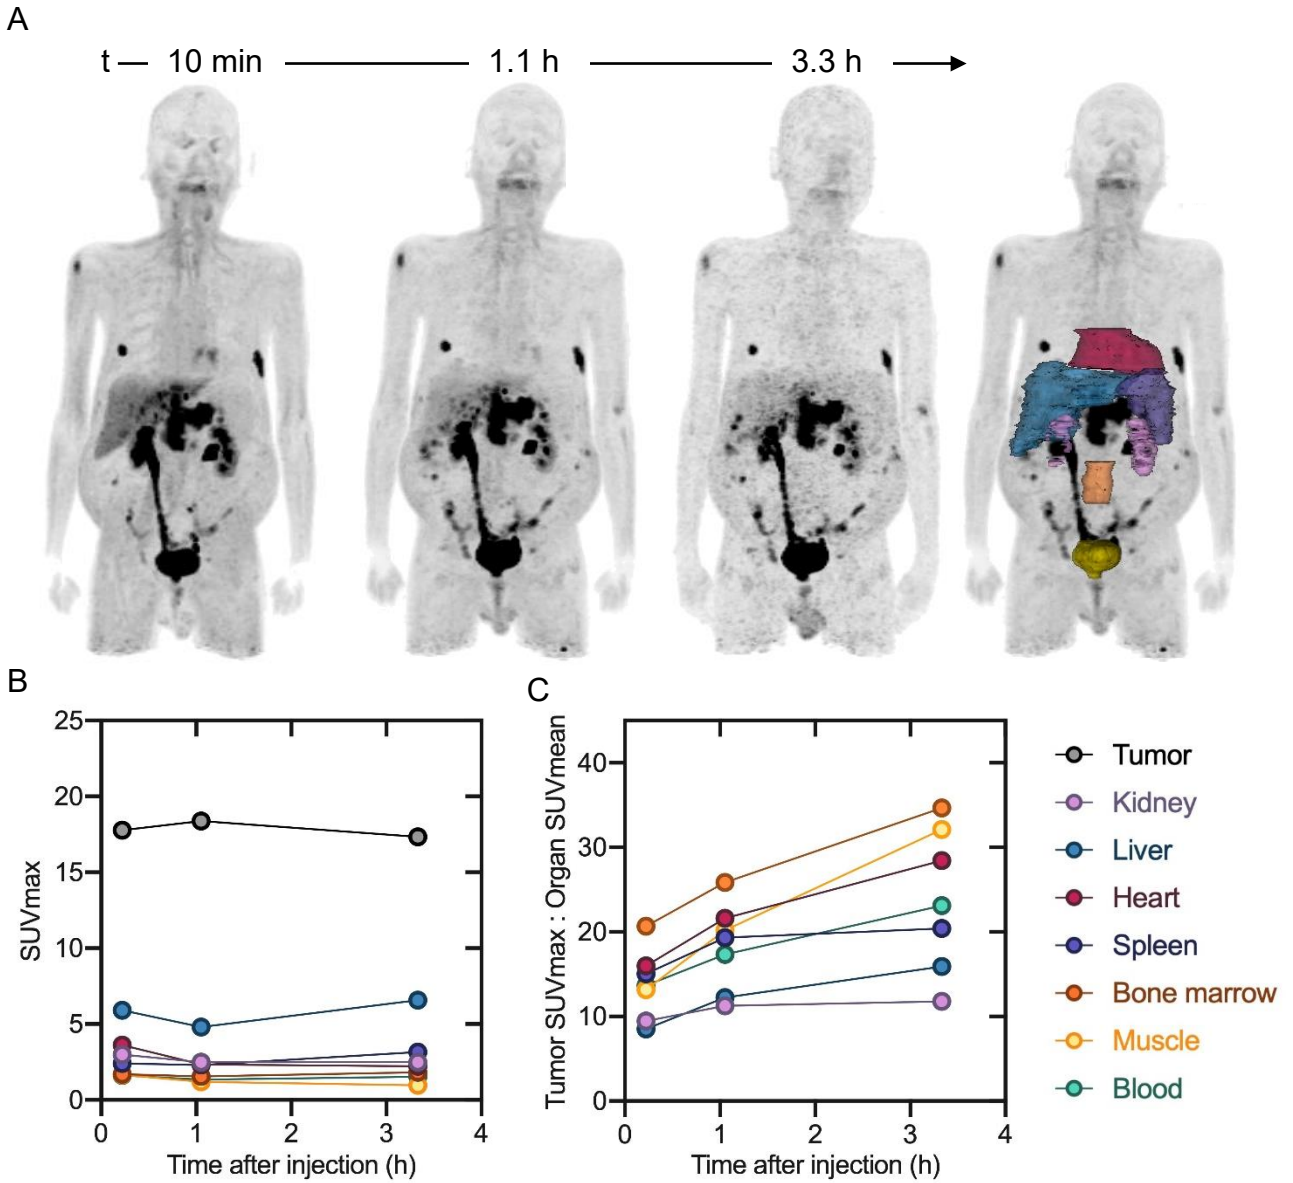 A
t 10 min 1.1 h 3.3 h
B
C
25
20
15
10
5
0
SUVmax
0 1 2 3 4
Time after injection (h)
40
30
20
10
0
Tumor SUVmax : Organ SUVmean
0 1 2 3 4
Time after injection (h)
Tumor
Kidney
Liver
Heart
Spleen
Bone marrow
Muscle
Blood